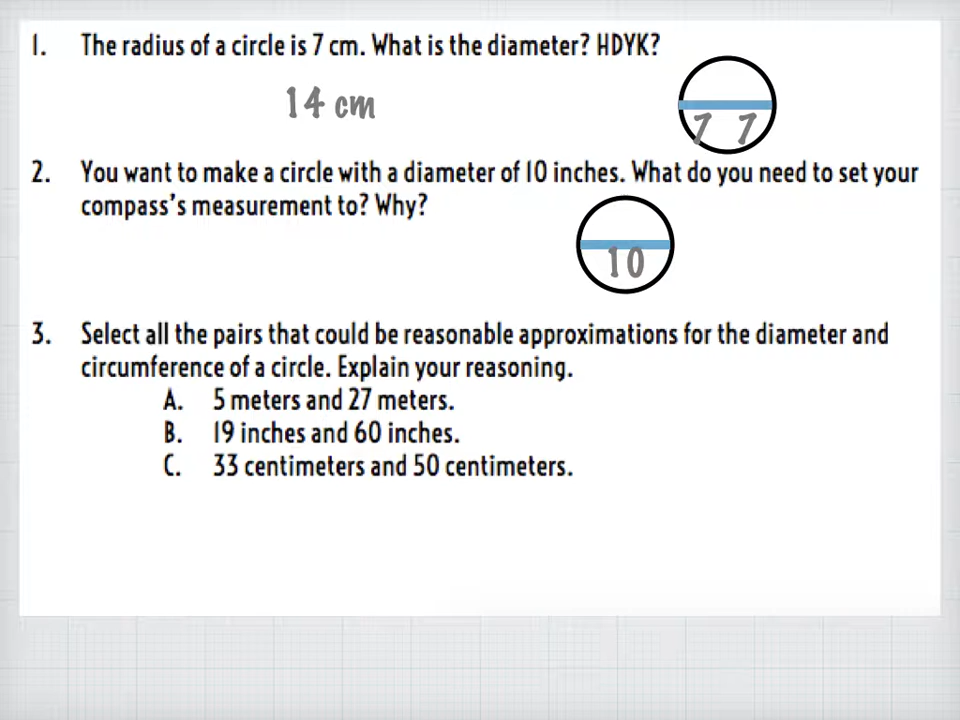 1. The radius of a circle is 7 cm. What is the diameter? HDYK?
14 cm
7 7
2. You want to make a circle with a diameter of 10 inches. What do you need to set your
compass's measurement to? Why?
10
3. Select all the pairs that could be reasonable approximations for the diameter and
circumference of a circle. Explain your reasoning.
A. 5 meters and 27 meters.
B. 19 inches and 60 inches.
C. 33 centimeters and 50 centimeters.